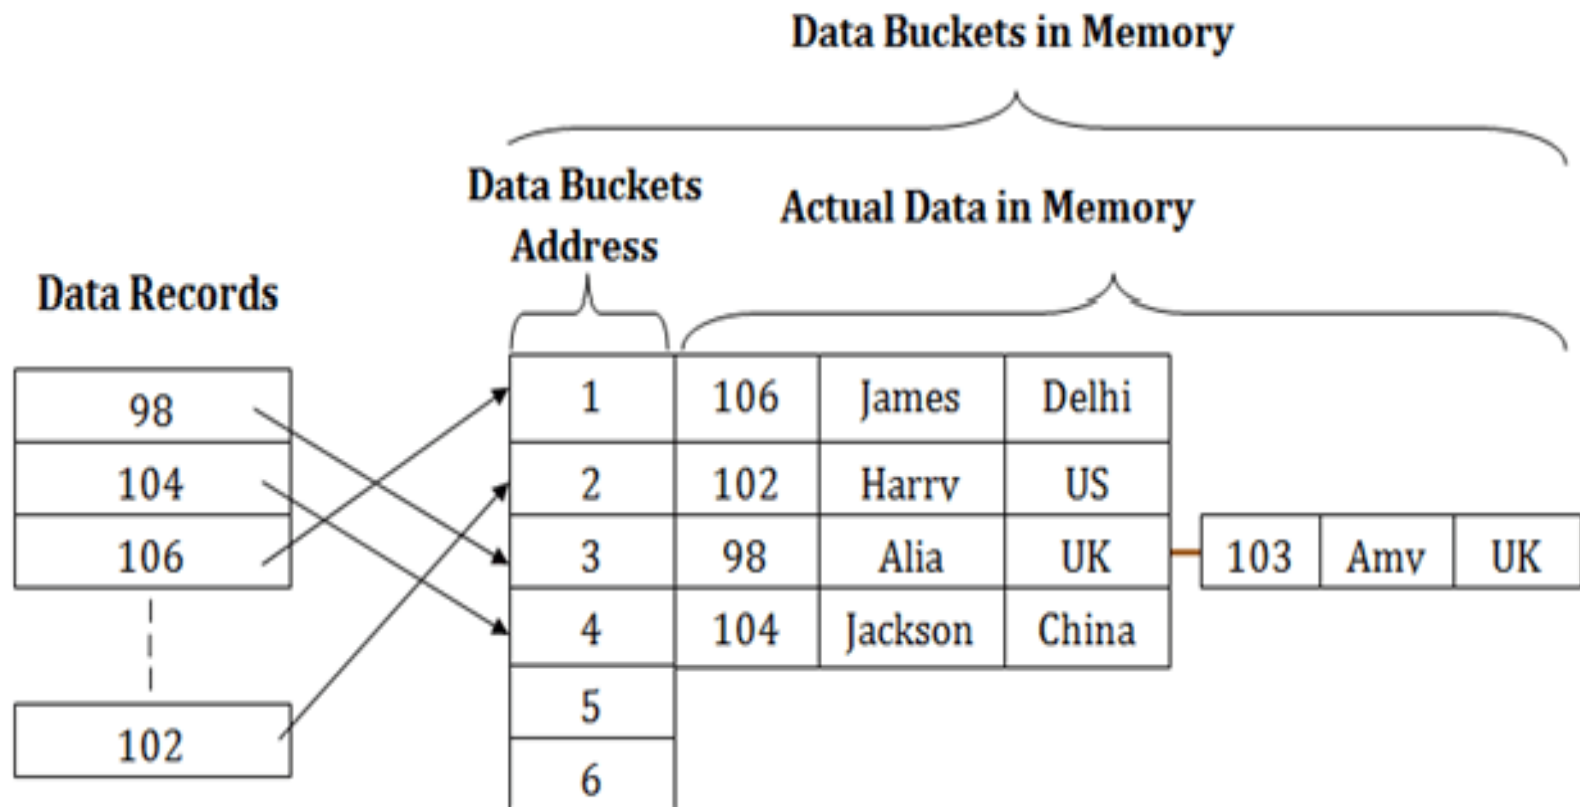 Data Buckets in Memory
Data Buckets
Address
Actual Data in Memory
Data Records
98
104
106
102
1 106 James Delhi
2 102 Harry US
3 98 Alia UK 103 Amy UK
4 104 Jackson China
5
6